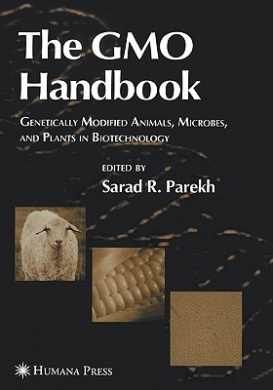 The GMO
Handbook
GENETICALLY MODIFIED ANIMALS, MICROBES,
AND PLANTS IN BIOTECHNOLOGY
EDITED BY
Sarad R. Parekh
HUMANA PRESS